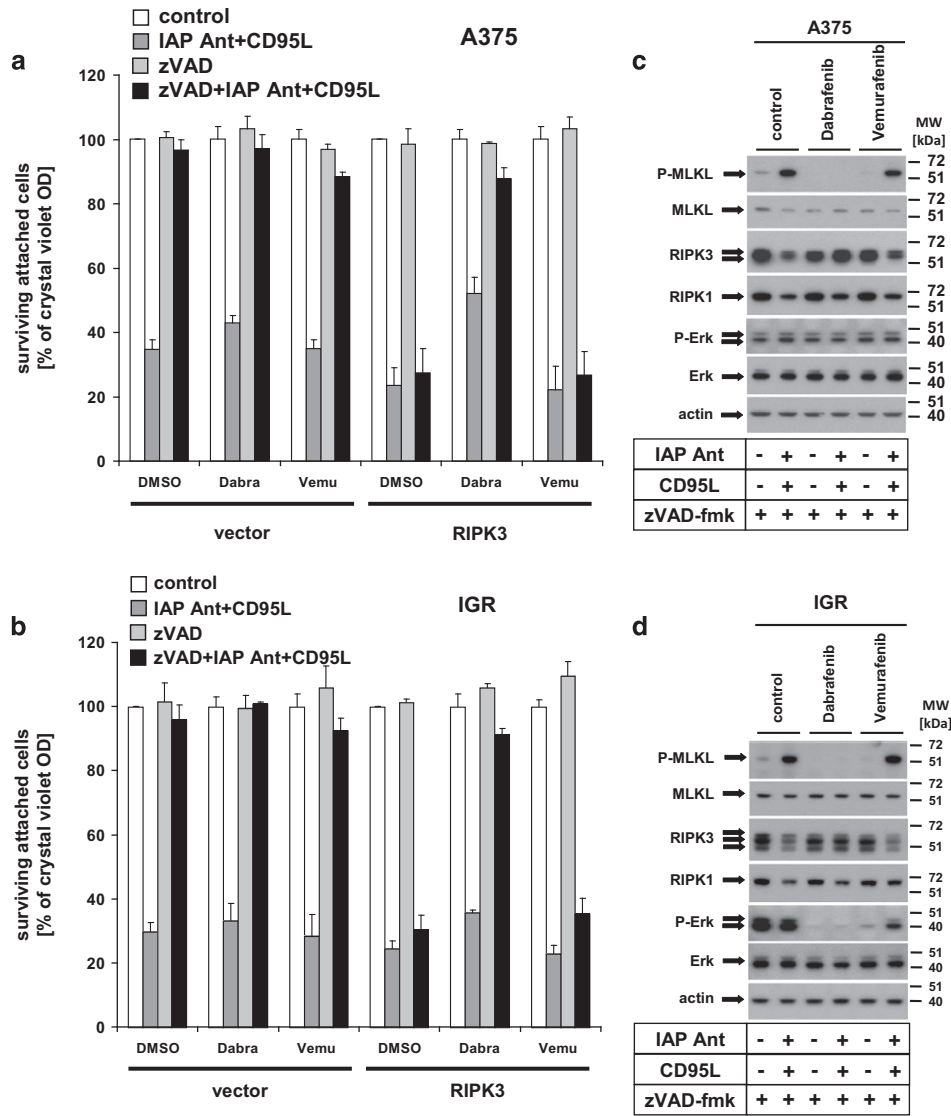 a
control
IAP Ant+CD95L
zVAD
zVAD+IAP Ant+CD95L
A375
surviving attached cells
[% of crystal violet OD]
120
100
80
60
40
20
0
DMSO Dabra Vemu DMSO Dabra Vemu
vector RIPK3
b
control
IAP Ant+CD95L
zVAD
zVAD+IAP Ant+CD95L
IGR
surviving attached cells
[% of crystal violet OD]
120
100
80
60
40
20
0
DMSO Dabra Vemu DMSO Dabra Vemu
vector RIPK3
c
A375
control
Dabrafenib
Vemurafenib
MW
[kDa]
P-MLKL 72
51
MLKL 72
51
RIPK3 72
51
RIPK1 72
51
P-Erk 51
40
Erk 51
40
actin 51
40
IAP Ant - + - + - +
CD95L - + - + - +
zVAD-fmk + + + + + +
d
IGR
control
Dabrafenib
Vemurafenib
MW
[kDa]
P-MLKL 72
51
MLKL 72
51
RIPK3 72
51
RIPK1 72
51
P-Erk 51
40
Erk 51
40
actin 51
40
IAP Ant - + - + - +
CD95L - + - + - +
zVAD-fmk + + + + + +